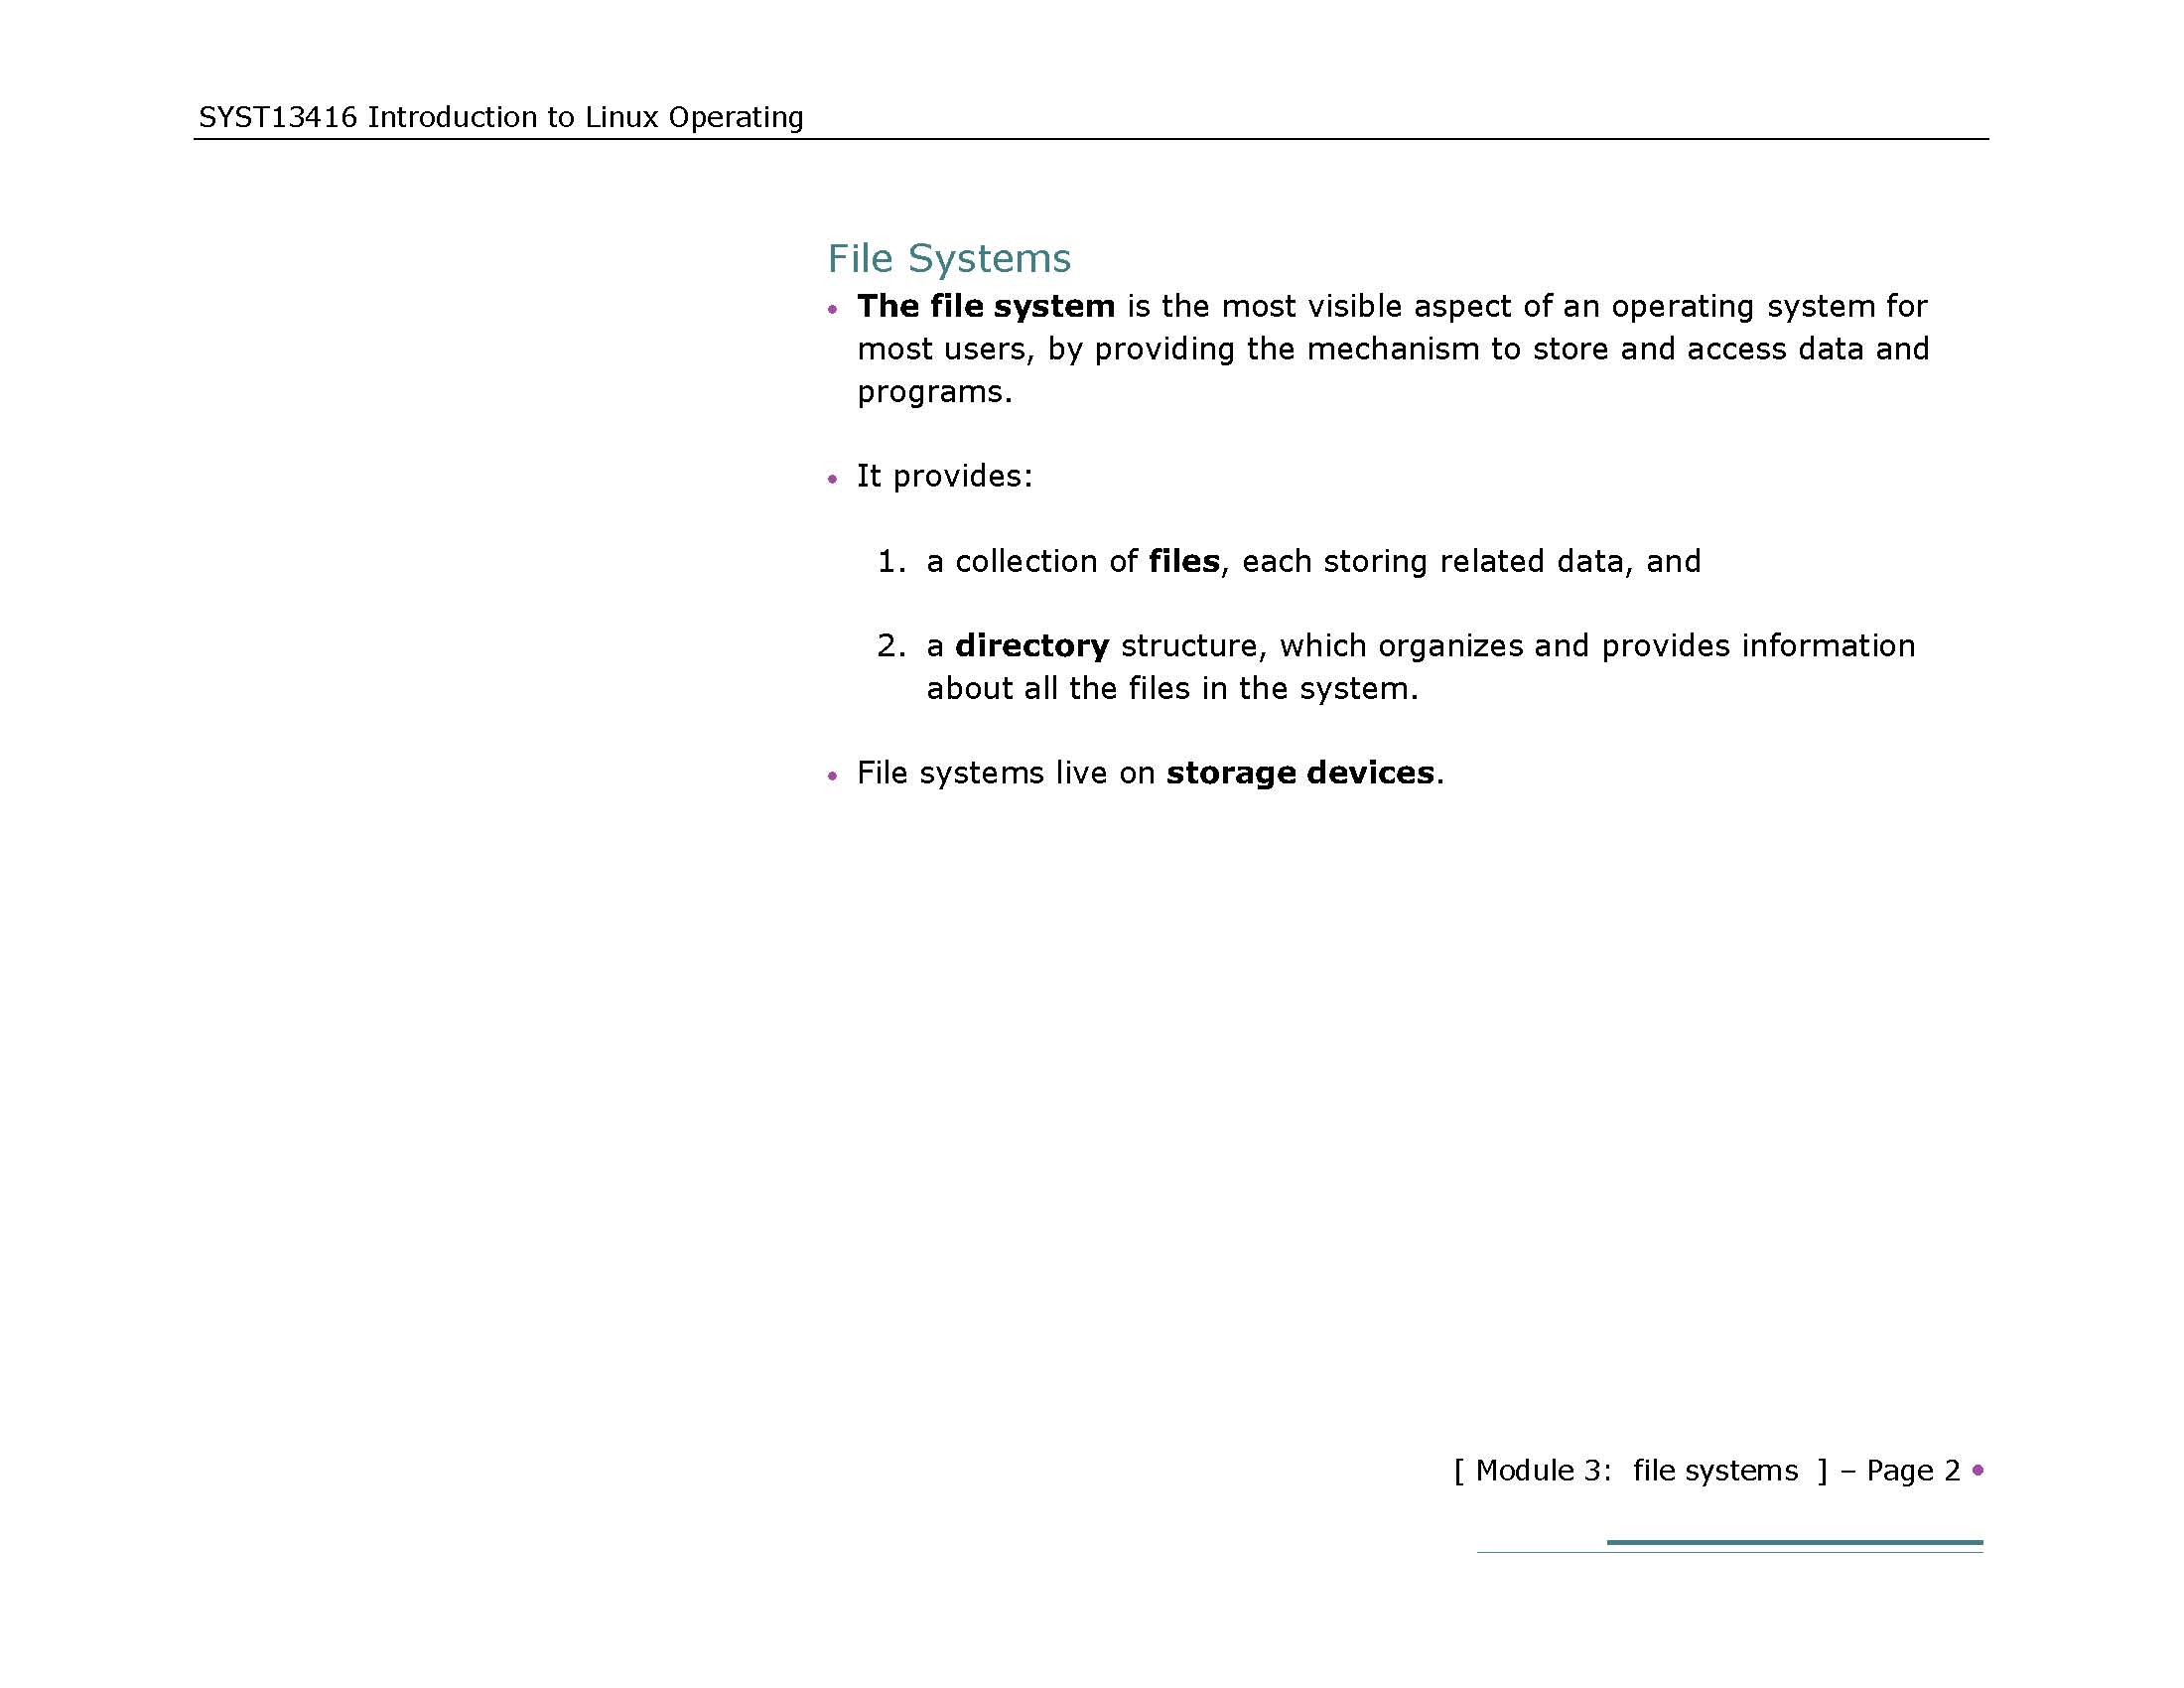 SYST13416 Introduction to Linux Operating
File Systems
• The file system is the most visible aspect of an operating system for
most users, by providing the mechanism to store and access data and
programs.
• It provides:
1. a collection of files, each storing related data, and
2. a directory structure, which organizes and provides information
about all the files in the system.
• File systems live on storage devices.
[ Module 3: file systems ] – Page 2 •